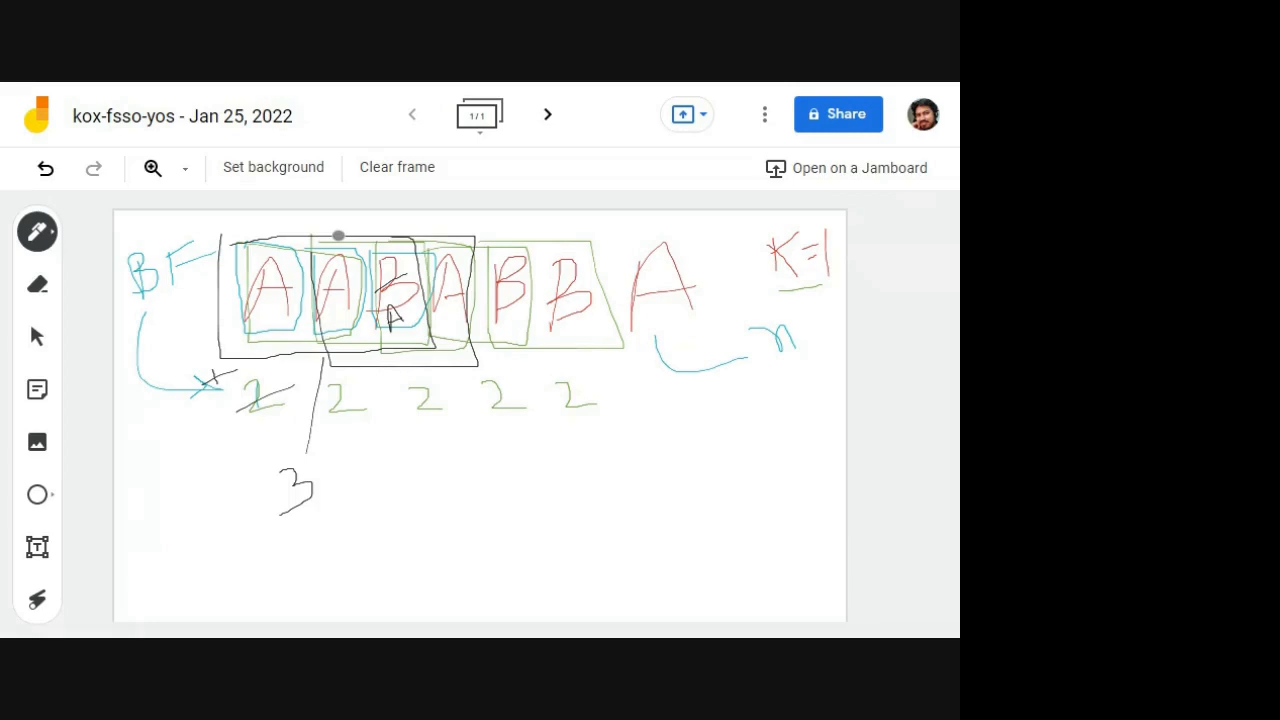 kox-fsso-yos - Jan 25, 2022
1/1
Share
Set background
Clear frame
Open on a Jamboard
BF A A B A B B A K=1
A
n
2 2 2 2 2
3